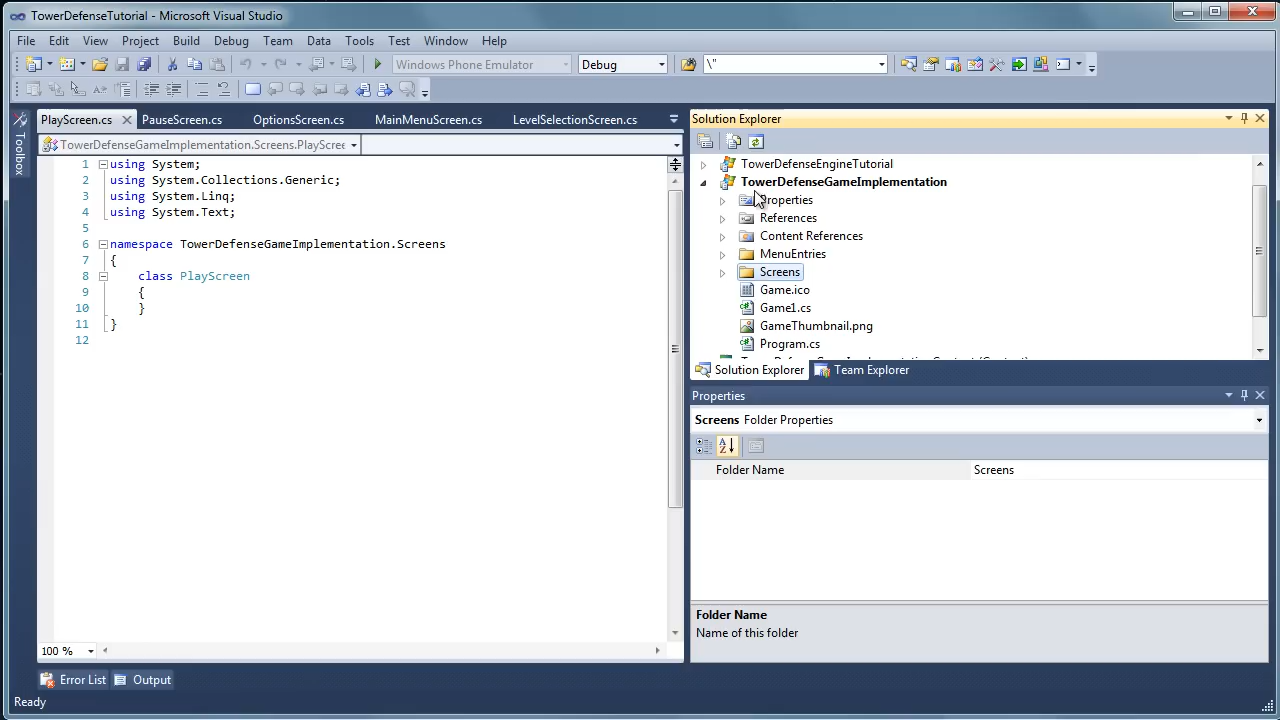 TowerDefenseTutorial - Microsoft Visual Studio
File Edit View Project Build Debug Team Data Tools Test Window Help
Windows Phone Emulator Debug \"
PlayScreen.cs PauseScreen.cs OptionsScreen.cs MainMenuScreen.cs LevelSelectionScreen.cs
TowerDefenseGameImplementation.Screens.PlayScree
Toolbox
1 using System;
2 using System.Collections.Generic;
3 using System.Linq;
4 using System.Text;
5
6 namespace TowerDefenseGameImplementation.Screens
7 {
8 class PlayScreen
9 {
10 }
11 }
12
100 %
Solution Explorer
TowerDefenseEngineTutorial
TowerDefenseGameImplementation
Properties
References
Content References
MenuEntries
Screens
Game.ico
Game1.cs
GameThumbnail.png
Program.cs
Solution Explorer Team Explorer
Properties
Screens Folder Properties
Folder Name Screens
Folder Name
Name of this folder
Error List Output
Ready